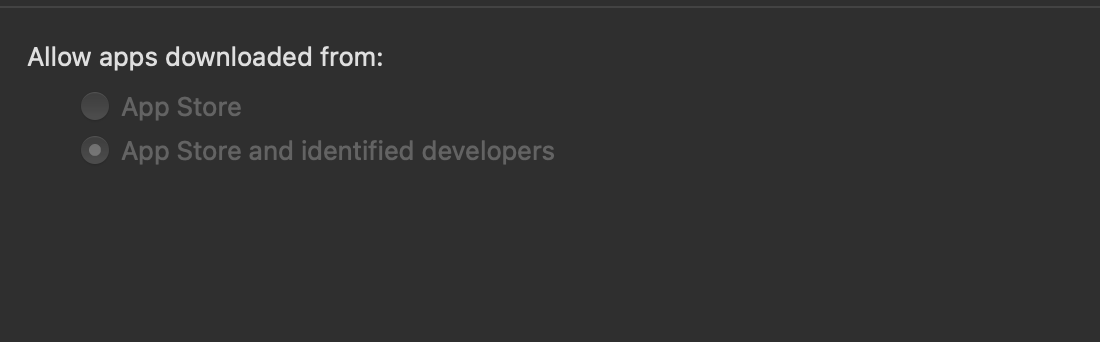 Allow apps downloaded from:
App Store
App Store and identified developers